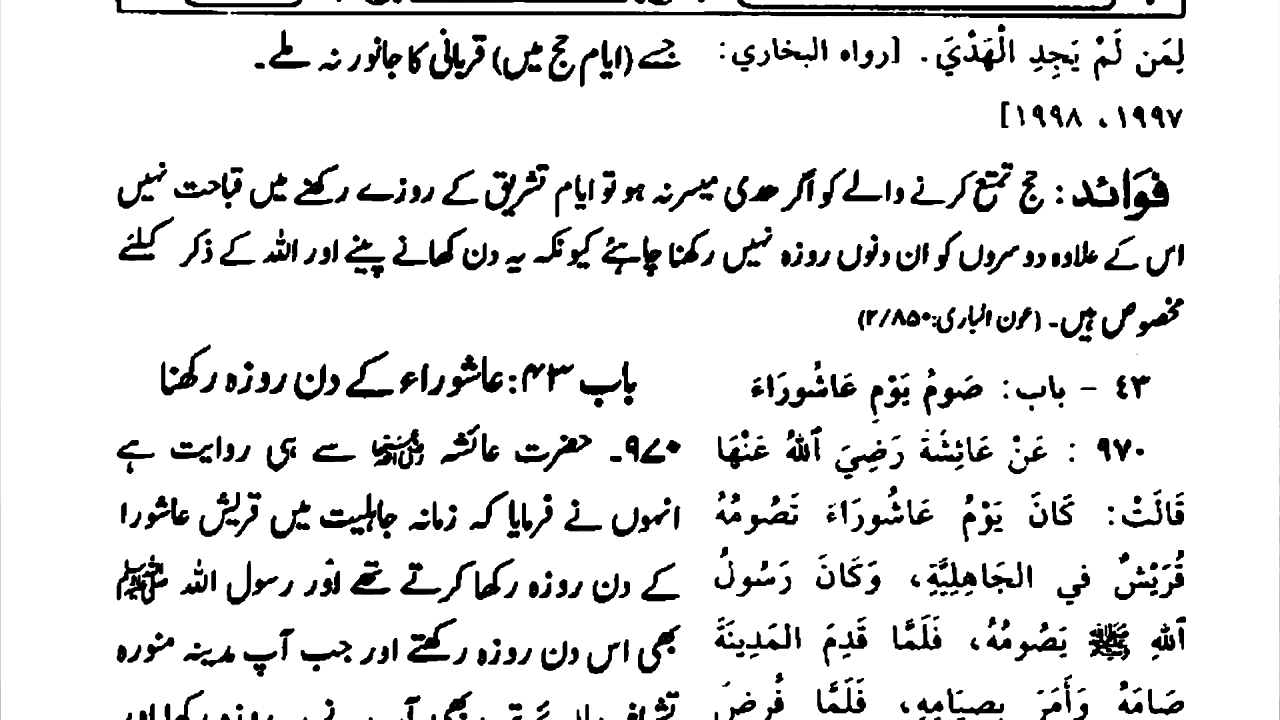 لِمَن لَمْ يَجِدِ الْهَدْيَ. [رواه البخاري:
١٩٩٧، ١٩٩٨]
جسے (ایام حج میں) قربانی کا جانور نہ ملے۔
فَوَائد: حج تمتع کرنے والے کو اگر ھدی میسر نہ ہو تو ایام تشریق کے روزے رکھنے میں قباحت نہیں
اس کے علاوہ دوسروں کو ان دنوں روزہ نہیں رکھنا چاہئے کیونکہ یہ دن کھانے پینے اور اللہ کے ذکر کیلئے
مخصوص ہیں۔ (عون الباری:۲/۸۵۰)
٤٣ - باب: صَومُ يَوْمِ عَاشُورَاءَ
٩٧٠ : عَنْ عَائِشَةَ رَضِيَ ٱللهُ عَنْهَا
قَالَتْ: كَانَ يَوْمُ عَاشُورَاءَ تَصُومُهُ
قُرَيْشٌ في الجَاهِلِيَّةِ، وَكَانَ رَسُولُ
ٱللهِ ﷺ يَصُومُهُ، فَلَمَّا قَدِمَ المَدِينَةَ
صَامَهُ وَأَمَرَ بِصِيَامِهِ، فَلَمَّا فُرِضَ
باب ۴۳: عاشوراء کے دن روزہ رکھنا
۹۷۰۔ حضرت عائشہ رضی اللہ عنہا سے ہی روایت ہے
انہوں نے فرمایا کہ زمانہ جاہلیت میں قریش عاشورا
کے دن روزہ رکھا کرتے تھے اور رسول اللہ ﷺ
بھی اس دن روزہ رکھتے اور جب آپ مدینہ منورہ